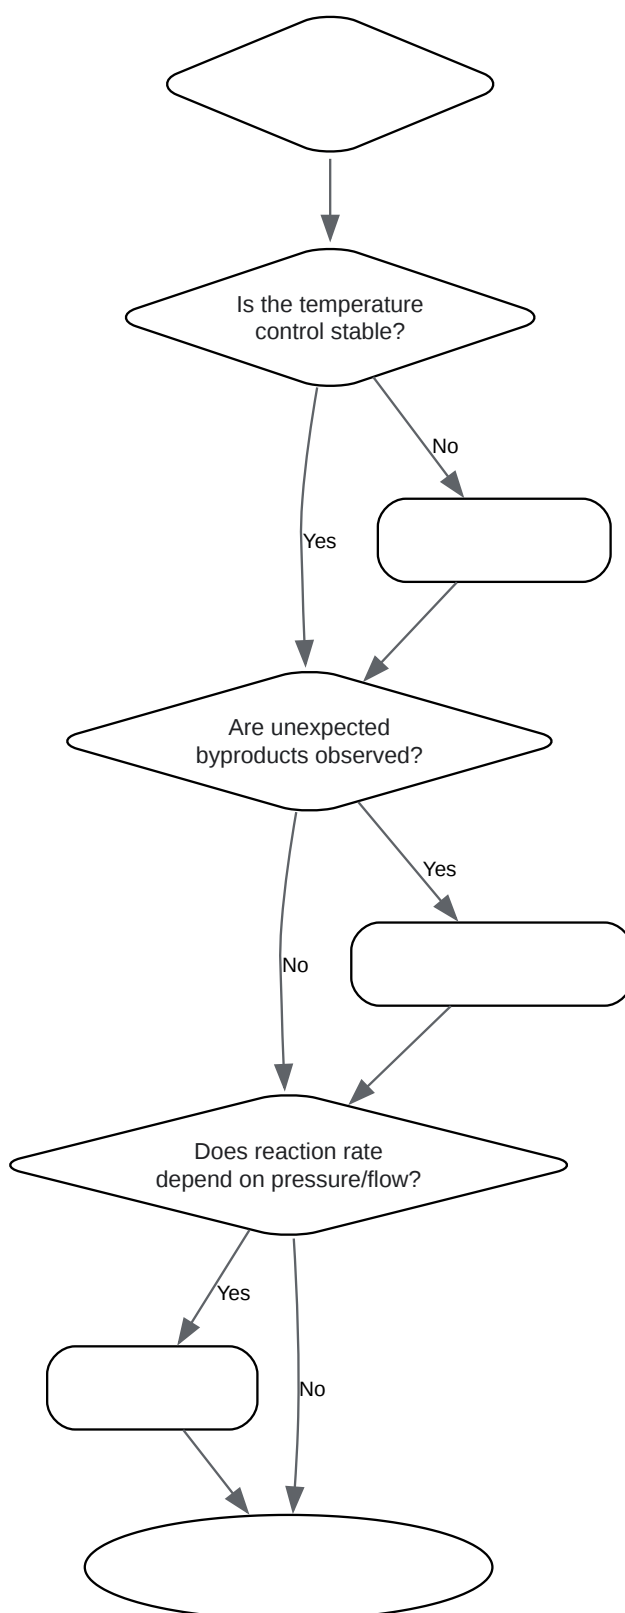 Is the temperature
control stable?
No
Yes
Are unexpected
byproducts observed?
Yes
No
Does reaction rate
depend on pressure/flow?
Yes
No